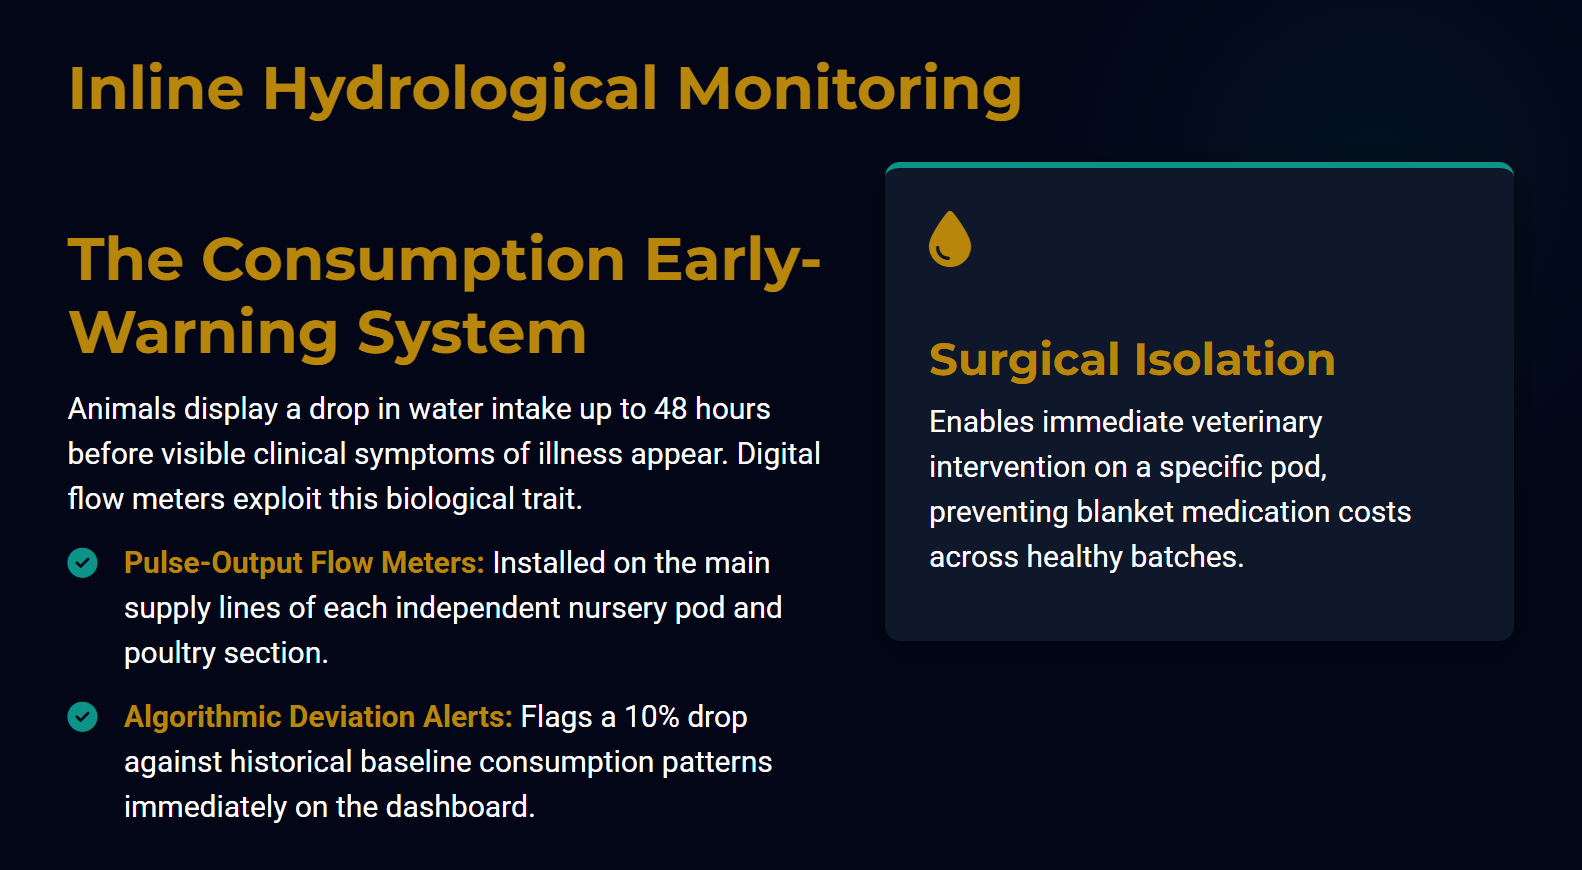 Inline Hydrological Monitoring
The Consumption Early-
Warning System
Animals display a drop in water intake up to 48 hours
before visible clinical symptoms of illness appear. Digital
flow meters exploit this biological trait.
Pulse-Output Flow Meters: Installed on the main
supply lines of each independent nursery pod and
poultry section.
Algorithmic Deviation Alerts: Flags a 10% drop
against historical baseline consumption patterns
immediately on the dashboard.
Surgical Isolation
Enables immediate veterinary
intervention on a specific pod,
preventing blanket medication costs
across healthy batches.